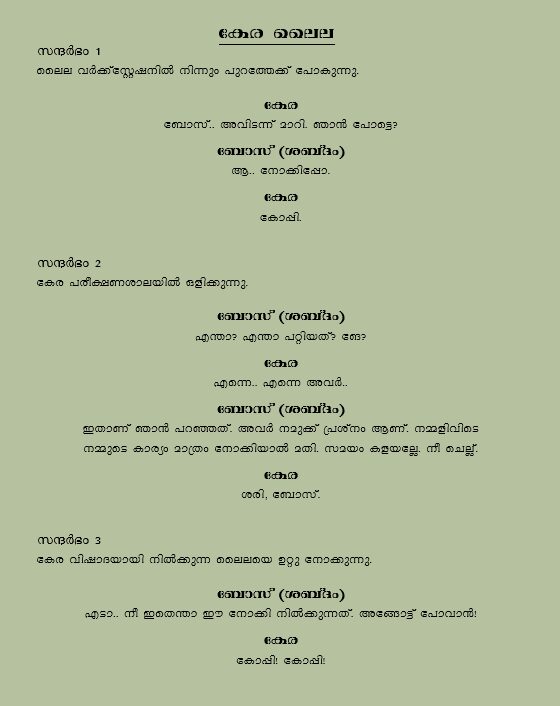 കേര ലൈല
സന്ദർഭം 1
ലൈല വർക്ക്സ്റ്റേഷനിൽ നിന്നും പുറത്തേക്ക് പോകുന്നു.
കേര
ബോസ്.. അവിടന്ന് മാറി. ഞാൻ പോട്ടെ?
ബോസ് (ശബ്ദം)
ആ.. നോക്കിപ്പോ.
കേര
കോപ്പി.
സന്ദർഭം 2
കേര പരീക്ഷണശാലയിൽ ഒളിക്കുന്നു.
ബോസ് (ശബ്ദം)
എന്താ? എന്താ പറ്റിയത്? ങേ?
കേര
എന്നെ.. എന്നെ അവർ..
ബോസ് (ശബ്ദം)
ഇതാണ് ഞാൻ പറഞ്ഞത്. അവർ നമുക്ക് പ്രശ്നം ആണ്. നമ്മളിവിടെ
നമ്മുടെ കാര്യം മാത്രം നോക്കിയാൽ മതി. സമയം കളയല്ലേ. നീ ചെല്ല്.
കേര
ശരി, ബോസ്.
സന്ദർഭം 3
കേര വിഷാദയായി നിൽക്കുന്ന ലൈലയെ ഉറ്റു നോക്കുന്നു.
ബോസ് (ശബ്ദം)
എടാ.. നീ ഇതെന്താ ഈ നോക്കി നിൽക്കുന്നത്. അങ്ങോട്ട് പോവാൻ!
കേര
കോപ്പി! കോപ്പി!